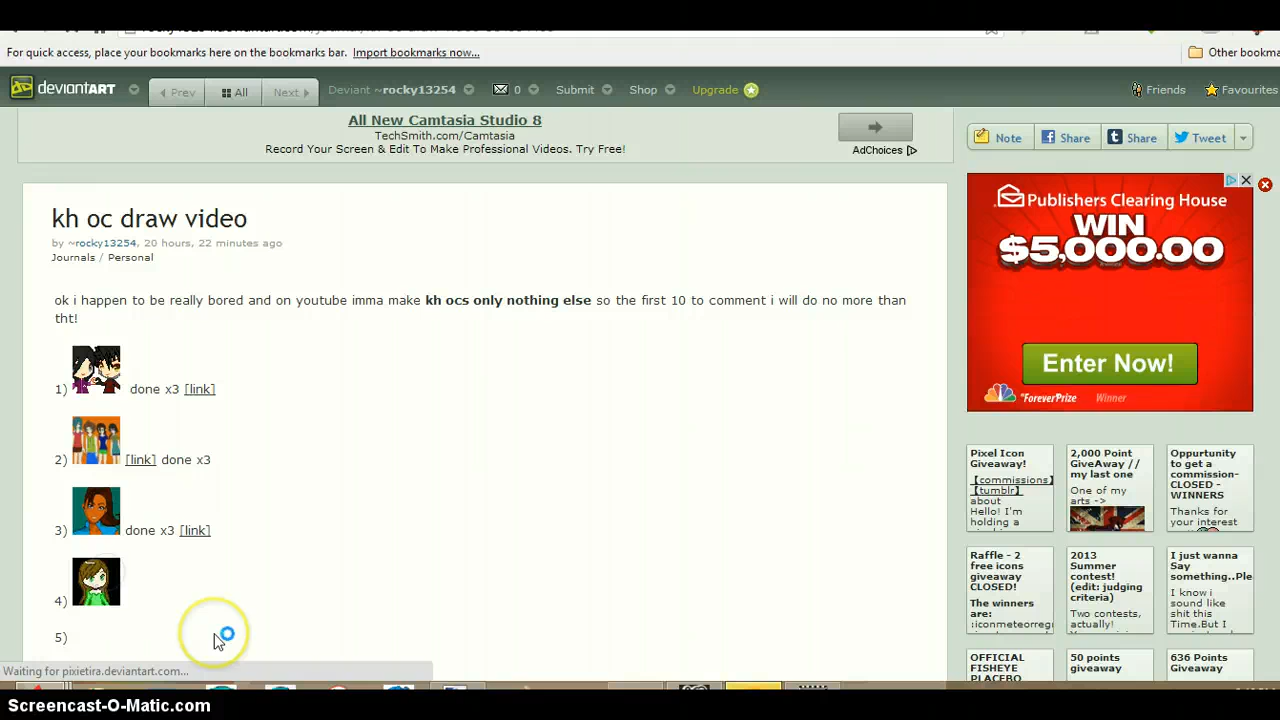 For quick access, place your bookmarks here on the bookmarks bar. Import bookmarks now...
Other bookma
deviantART
Prev
All
Next
Deviant ~rocky13254
0
Submit
Shop
Upgrade
Friends
Favourites
All New Camtasia Studio 8
TechSmith.com/Camtasia
Record Your Screen & Edit To Make Professional Videos. Try Free!
AdChoices
Note
Share
Share
Tweet
kh oc draw video
by ~rocky13254, 20 hours, 22 minutes ago
Journals / Personal
ok i happen to be really bored and on youtube imma make kh ocs only nothing else so the first 10 to comment i will do no more than
tht!
1) done x3 [link]
2) [link] done x3
3) done x3 [link]
4)
5)
Publishers Clearing House
WIN
$5,000.00
Enter Now!
"ForeverPrize Winner
Pixel Icon
Giveaway!
【commissions】
【tumblr】
about
Hello! I'm
holding a
2,000 Point
GiveAway //
my last one
One of my
arts ->
Oppurtunity
to get a
commission-
CLOSED -
WINNERS
Thanks for
your interest
Raffle - 2
free icons
giveaway
CLOSED!
The winners
are:
:iconmeteorreg
2013
Summer
contest!
(edit: judging
criteria)
Two contests,
actually!
I just wanna
Say
something..Ple
I know i
sound like
shit this
Time.But I
OFFICIAL
FISHEYE
PLACEBO
50 points
giveaway
636 Points
Giveaway
Waiting for pixietira.deviantart.com...
Screencast-O-Matic.com